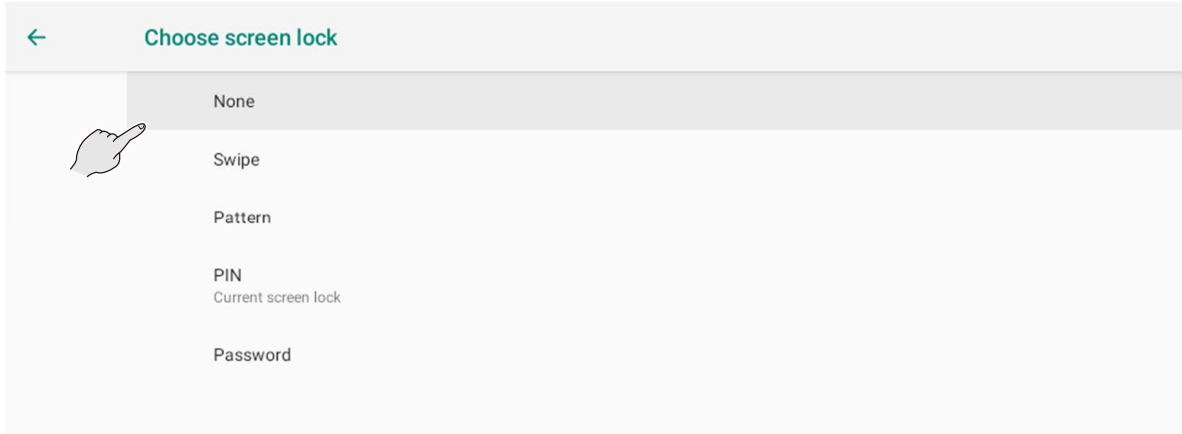 Choose screen lock
None
Swipe
Pattern
PIN
Current screen lock
Password